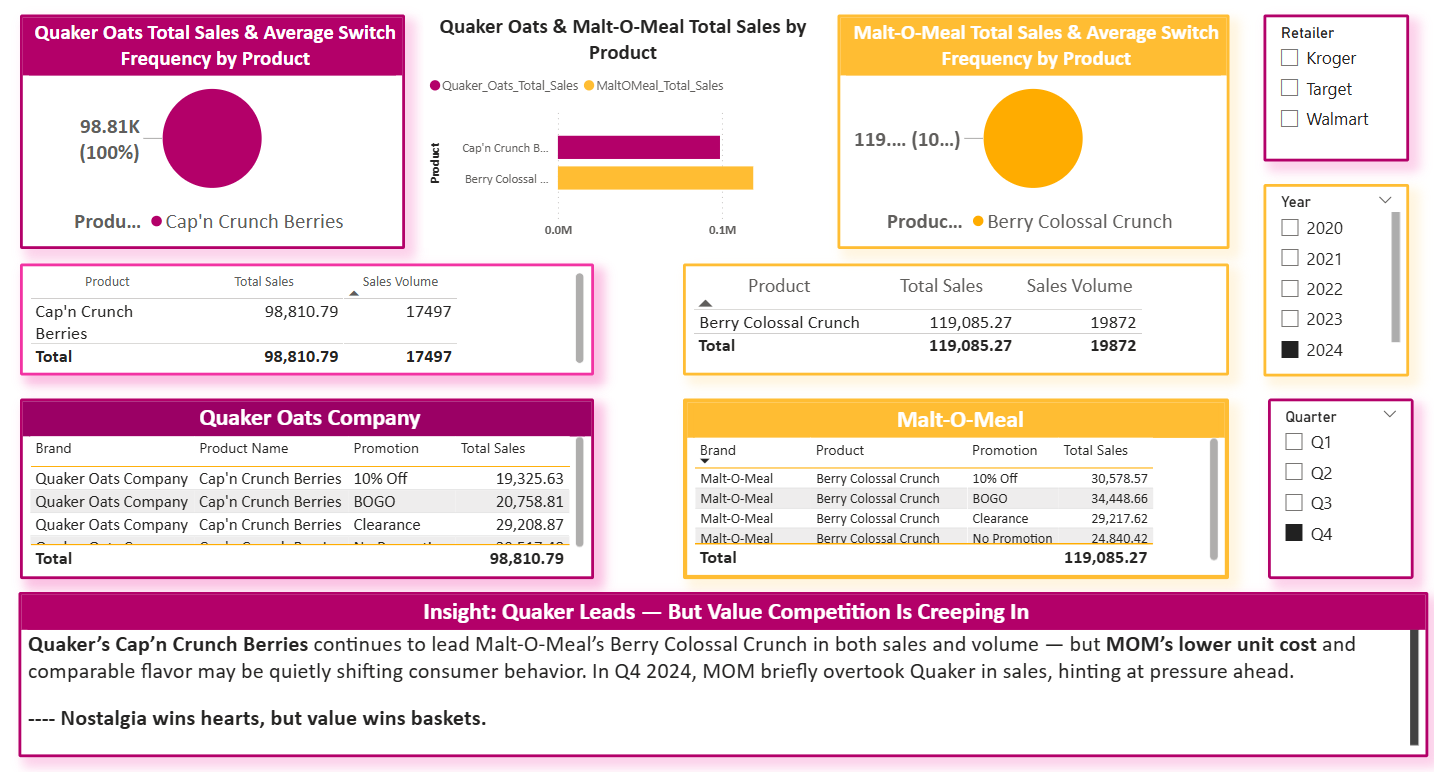 Quaker Oats Total Sales & Average Switch
Frequency by Product
98.81K
(100%)
Produ... Cap'n Crunch Berries
Quaker Oats & Malt-O-Meal Total Sales by
Product
Quaker_Oats_Total_Sales MaltOMeal_Total_Sales
Product
Cap'n Crunch B...
Berry Colossal ...
0.0M 0.1M
Malt-O-Meal Total Sales & Average Switch
Frequency by Product
119.... (10...)
Produc... Berry Colossal Crunch
Retailer
Kroger
Target
Walmart
Year
2020
2021
2022
2023
2024
Product Total Sales Sales Volume
Cap'n Crunch 98,810.79 17497
Berries
Total 98,810.79 17497
Product Total Sales Sales Volume
Berry Colossal Crunch 119,085.27 19872
Total 119,085.27 19872
Quaker Oats Company
Brand Product Name Promotion Total Sales
Quaker Oats Company Cap'n Crunch Berries 10% Off 19,325.63
Quaker Oats Company Cap'n Crunch Berries BOGO 20,758.81
Quaker Oats Company Cap'n Crunch Berries Clearance 29,208.87
Total 98,810.79
Malt-O-Meal
Brand Product Promotion Total Sales
Malt-O-Meal Berry Colossal Crunch 10% Off 30,578.57
Malt-O-Meal Berry Colossal Crunch BOGO 34,448.66
Malt-O-Meal Berry Colossal Crunch Clearance 29,217.62
Malt-O-Meal Berry Colossal Crunch No Promotion 24,840.42
Total 119,085.27
Quarter
Q1
Q2
Q3
Q4
Insight: Quaker Leads — But Value Competition Is Creeping In
Quaker’s Cap’n Crunch Berries continues to lead Malt-O-Meal’s Berry Colossal Crunch in both sales and volume — but MOM’s lower unit cost and
comparable flavor may be quietly shifting consumer behavior. In Q4 2024, MOM briefly overtook Quaker in sales, hinting at pressure ahead.
---- Nostalgia wins hearts, but value wins baskets.